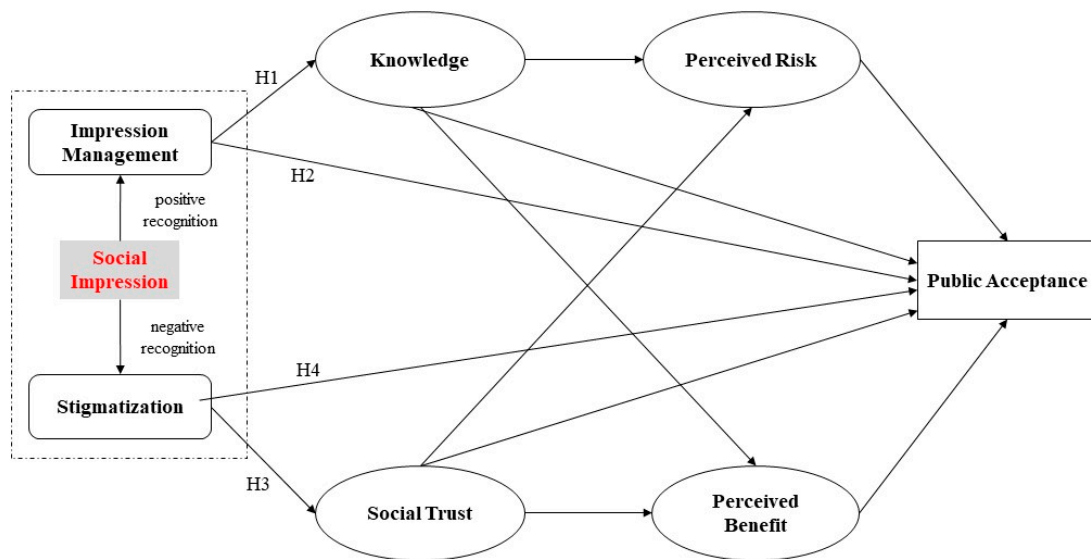 Knowledge
Perceived Risk
H1
Impression
Management
H2
positive
recognition
Social
Impression
Public Acceptance
negative
recognition
H4
Stigmatization
H3
Social Trust
Perceived
Benefit